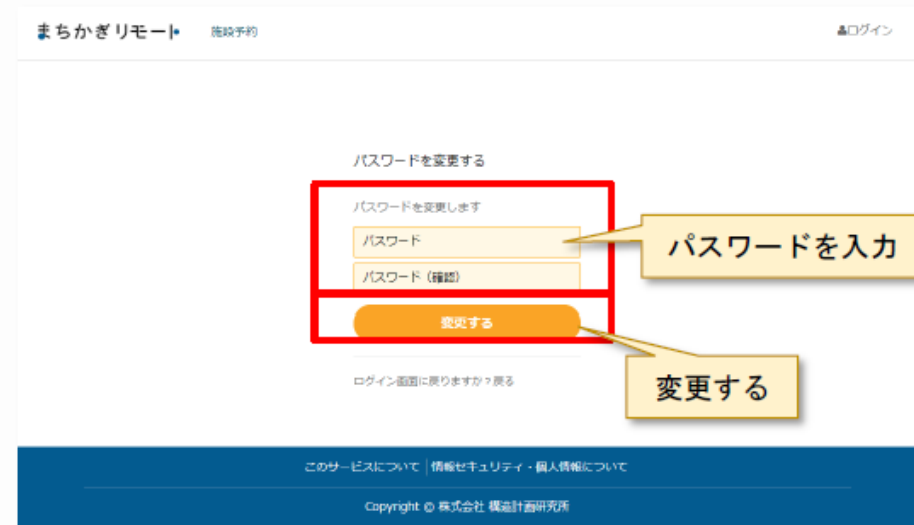 まちかぎリモート 施設予約 ログイン
パスワードを変更する
パスワードを変更します
パスワード
パスワードを入力
パスワード（確認）
変更する
ログイン画面に戻りますか？戻る
変更する
このサービスについて | 情報セキュリティ・個人情報について
Copyright © 株式会社 構造計画研究所